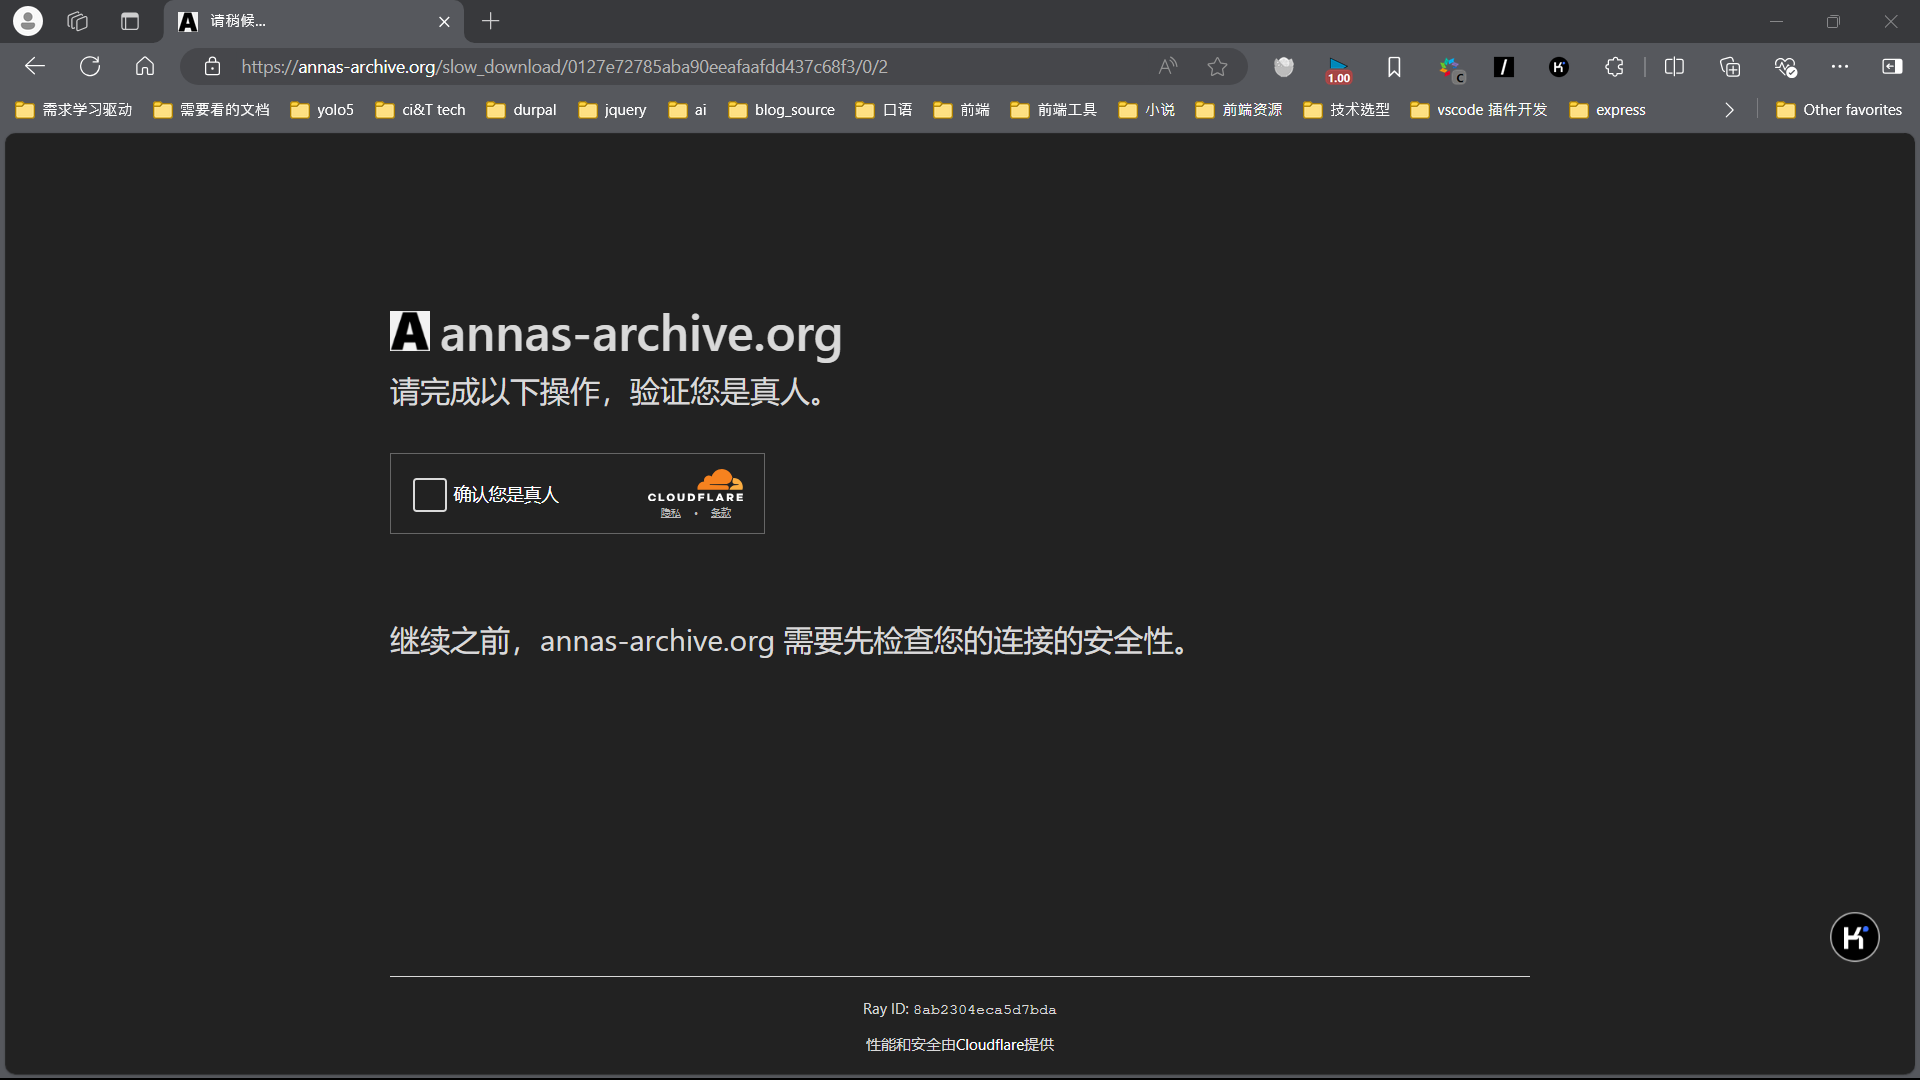 请稍候...
https://annas-archive.org/slow_download/0127e72785aba90eeafaafdd437c68f3/0/2
1.00
C
需求学习驱动 需要看的文档 yolo5 ci&T tech durpal jquery ai blog_source 口语 前端 前端工具 小说 前端资源 技术选型 vscode 插件开发 express Other favorites
A annas-archive.org
请完成以下操作，验证您是真人。
确认您是真人
CLOUDFLARE
隐私 • 条款
继续之前，annas-archive.org 需要先检查您的连接的安全性。
K
Ray ID: 8ab2304eca5d7bda
性能和安全由Cloudflare提供